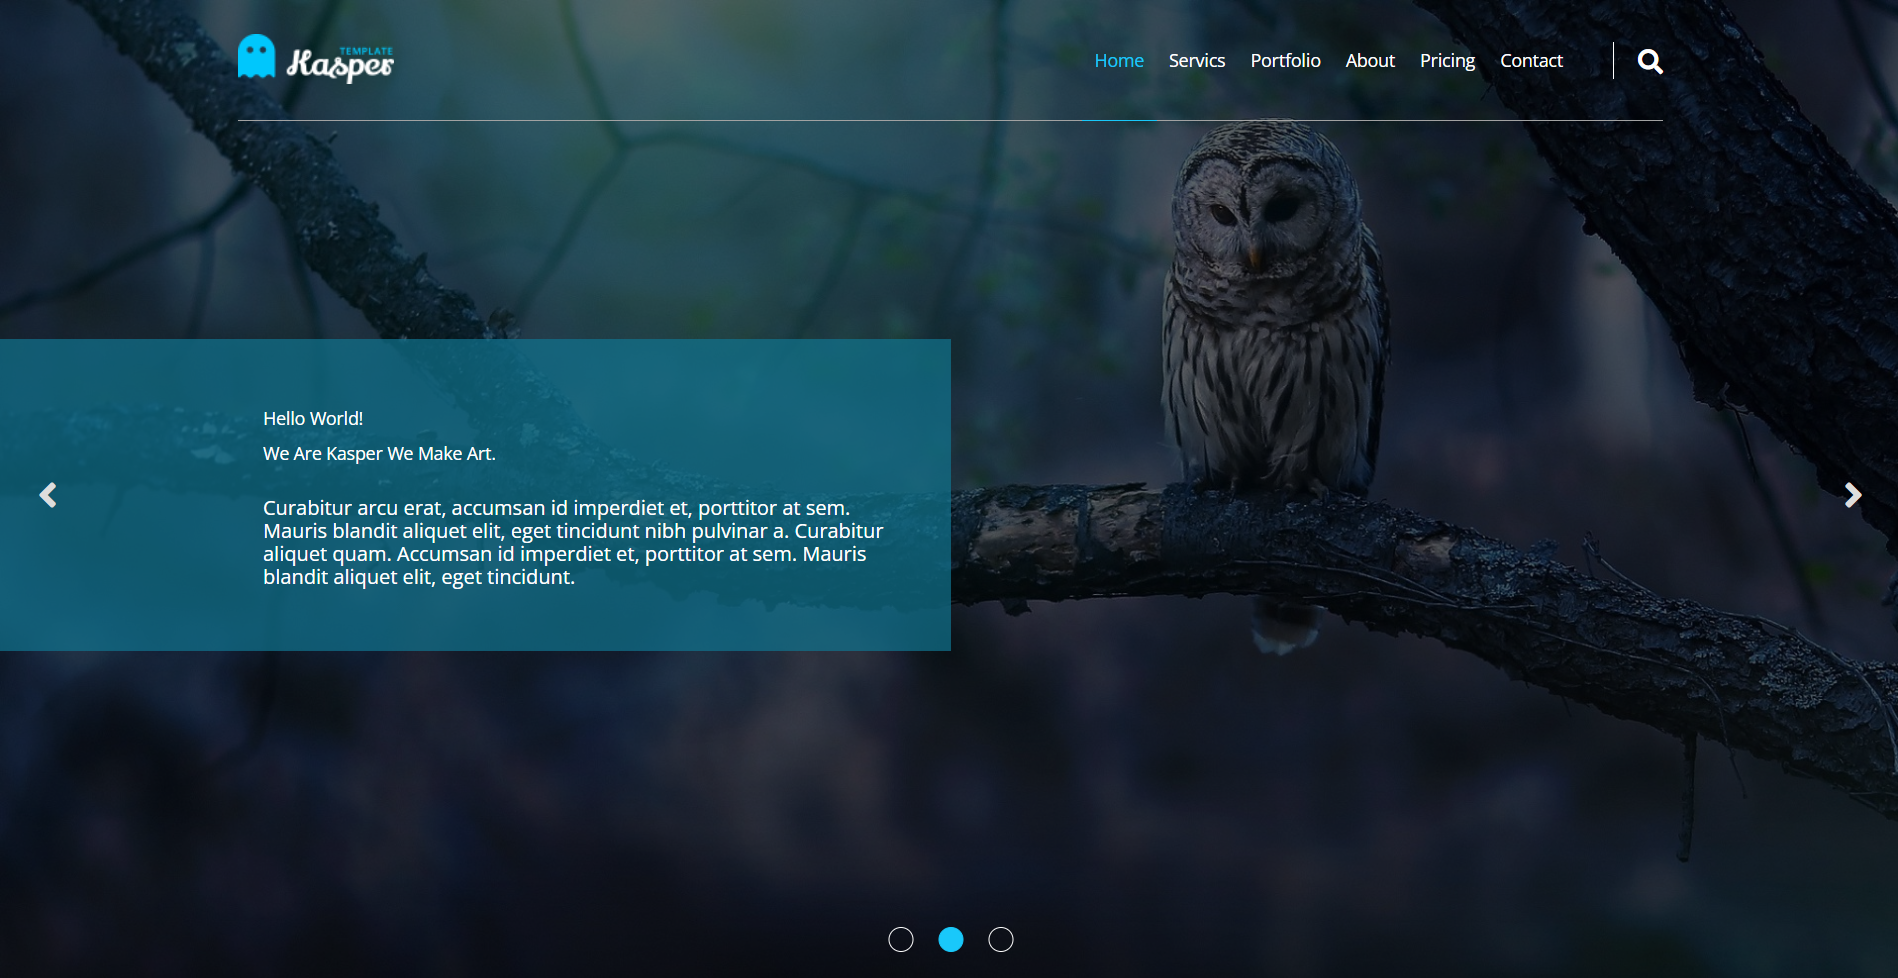 TEMPLATE
Kasper
Home Servics Portfolio About Pricing Contact
Hello World!
We Are Kasper We Make Art.
Curabitur arcu erat, accumsan id imperdiet et, porttitor at sem.
Mauris blandit aliquet elit, eget tincidunt nibh pulvinar a. Curabitur
aliquet quam. Accumsan id imperdiet et, porttitor at sem. Mauris
blandit aliquet elit, eget tincidunt.